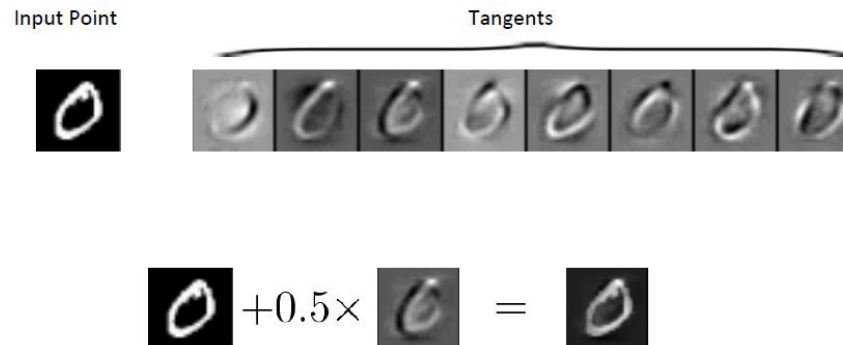 Input Point
Tangents
+0.5× =